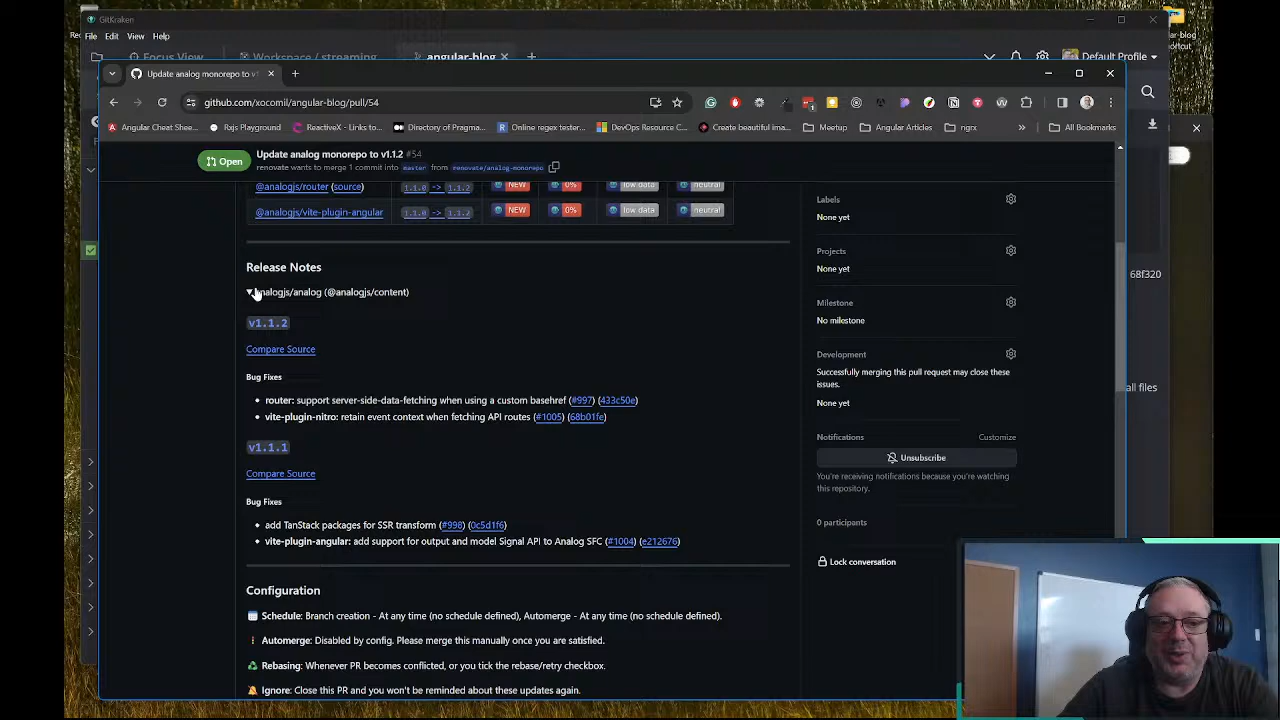 GitKraken
File Edit View Help
Focus View Workspace / streaming angular-blog Default Profile
Update analog monorepo to v1
github.com/xocomil/angular-blog/pull/54
Angular Cheat Shee... Rxjs Playground ReactiveX - Links to... Directory of Pragma... Online regex tester... DevOps Resource C... Create beautiful ima... Meetup Angular Articles ngrx » All Bookmarks
Open
Update analog monorepo to v1.1.2 #54
renovate wants to merge 1 commit into master from renovate/analog-monorepo
@analogjs/router (source) 1.1.0 -> 1.1.2 NEW 0% low data neutral
@analogjs/vite-plugin-angular 1.1.0 -> 1.1.2 NEW 0% low data neutral
Release Notes
analogjs/analog (@analogjs/content)
v1.1.2
Compare Source
Bug Fixes
router: support server-side-data-fetching when using a custom basehref (#997) (433c50e)
vite-plugin-nitro: retain event context when fetching API routes (#1005) (68b01fe)
v1.1.1
Compare Source
Bug Fixes
add TanStack packages for SSR transform (#998) (0c5d1f6)
vite-plugin-angular: add support for output and model Signal API to Analog SFC (#1004) (e212676)
Configuration
Schedule: Branch creation - At any time (no schedule defined), Automerge - At any time (no schedule defined).
Automerge: Disabled by config. Please merge this manually once you are satisfied.
Rebasing: Whenever PR becomes conflicted, or you tick the rebase/retry checkbox.
Ignore: Close this PR and you won't be reminded about these updates again.
Labels
None yet
Projects
None yet
Milestone
No milestone
Development
Successfully merging this pull request may close these
issues.
None yet
Notifications
Customize
Unsubscribe
You're receiving notifications because you're watching
this repository.
0 participants
Lock conversation
68f320
all files